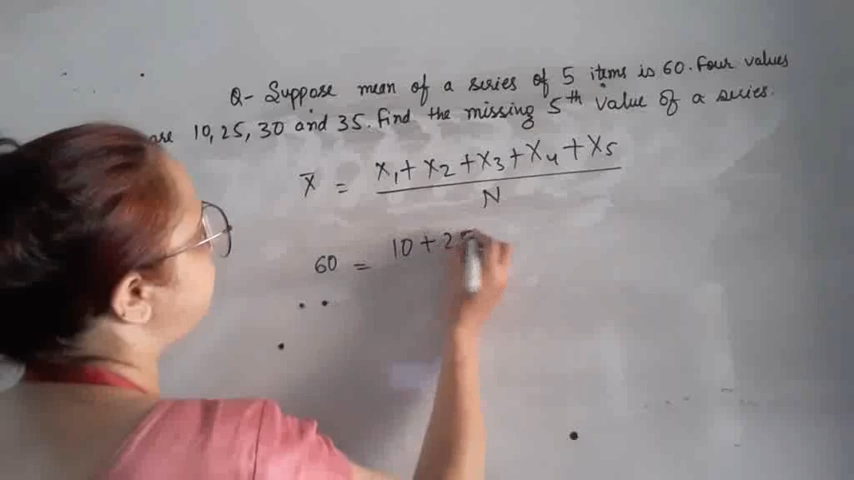 Q- Suppose mean of a series of 5 items is 60. Four values
are 10, 25, 30 and 35. Find the missing 5th value of a series.
X̄ = X₁ + X₂ + X₃ + X₄ + X₅
N
60 = 10 + 25